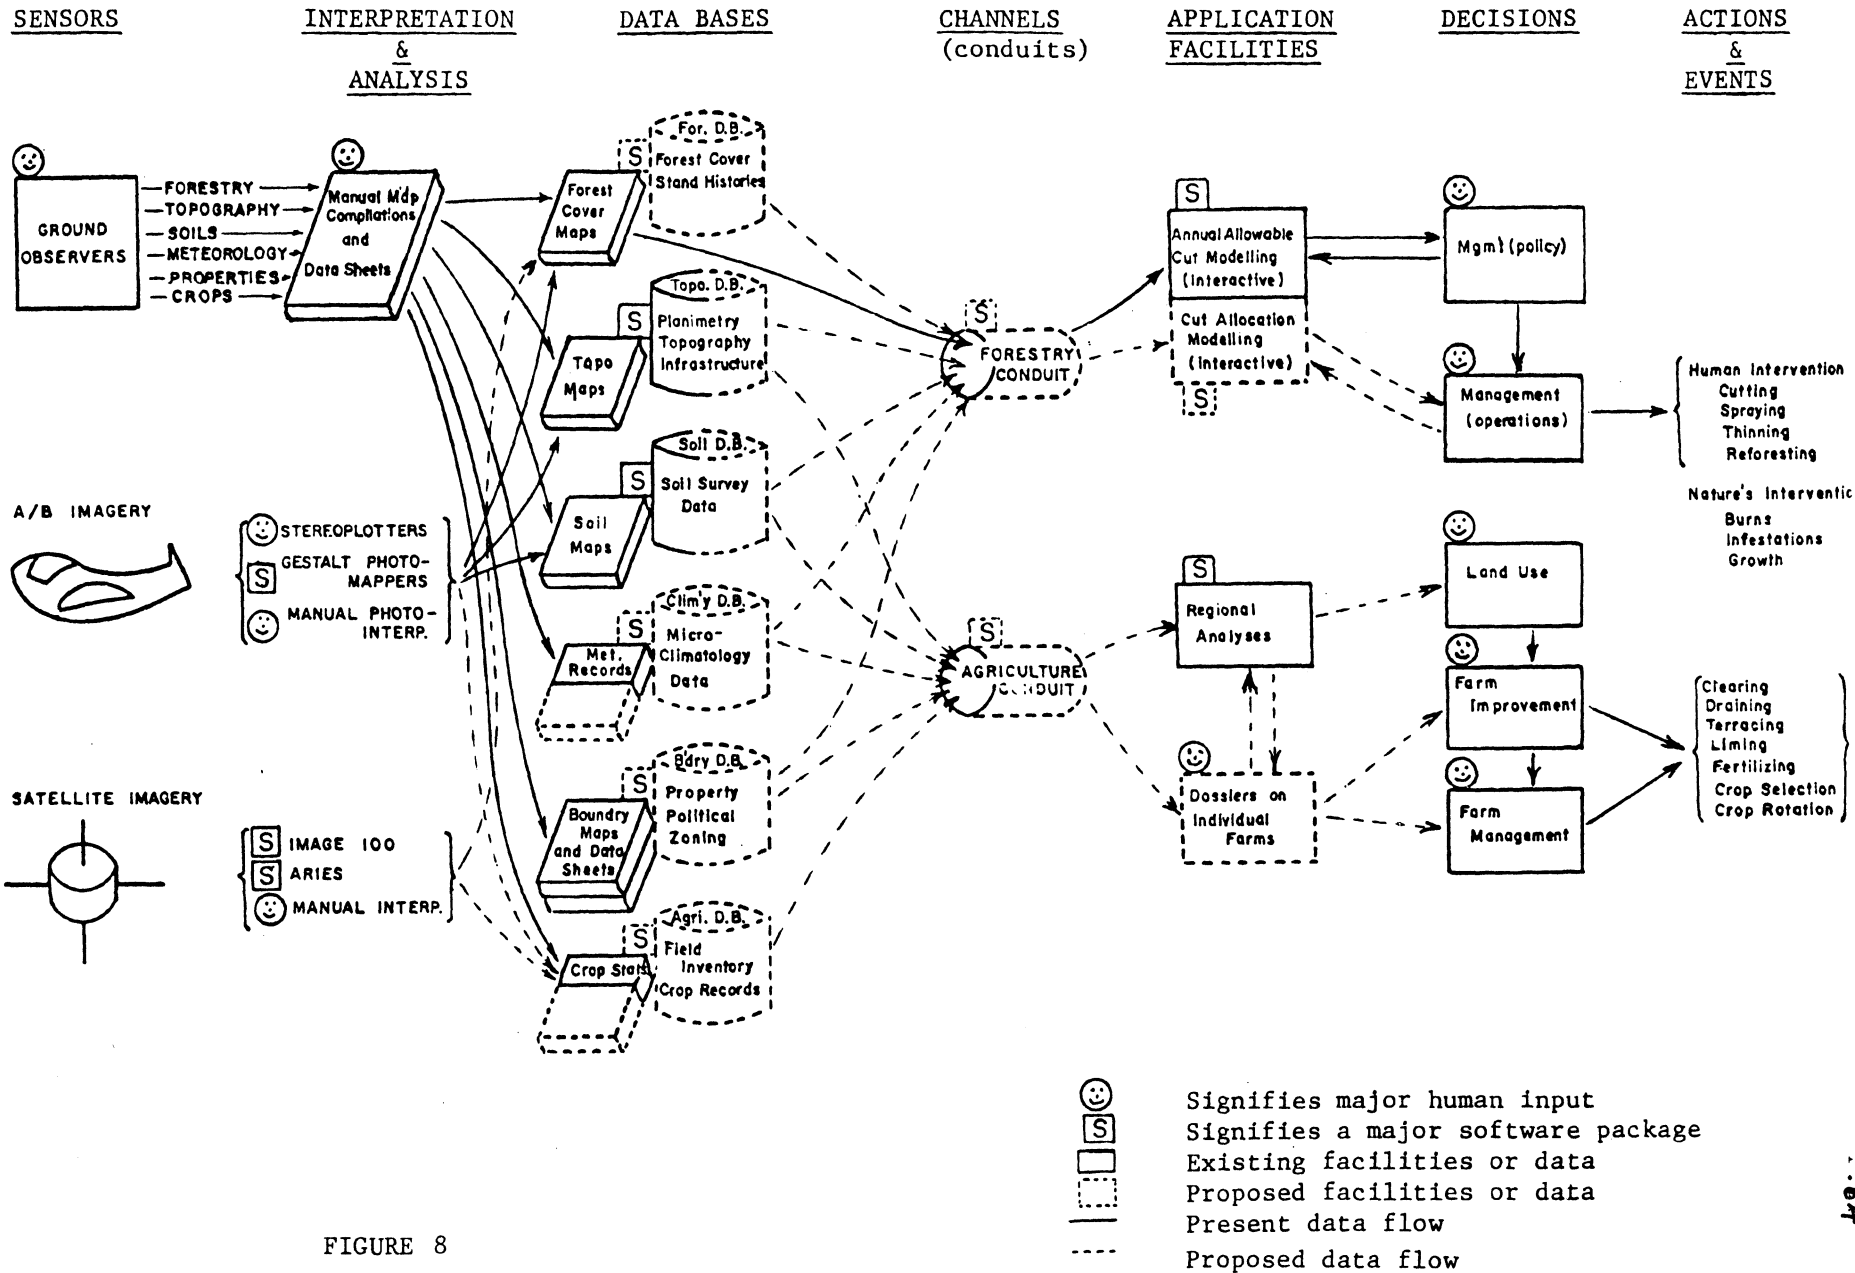 SENSORS
INTERPRETATION
&
ANALYSIS
DATA BASES
CHANNELS
(conduits)
APPLICATION
FACILITIES
DECISIONS
ACTIONS
&
EVENTS
GROUND
OBSERVERS
FORESTRY
TOPOGRAPHY
SOILS
METEOROLOGY
PROPERTIES
CROPS
Manual Map
Compilations
and
Data Sheets
A/B IMAGERY
STEREOPLOTTERS
S
GESTALT PHOTO-
MAPPERS
MANUAL PHOTO-
INTERP.
SATELLITE IMAGERY
S
IMAGE 100
S
ARIES
MANUAL INTERP.
Forest
Cover
Maps
S
For. D.B.
Forest Cover
Stand Histories
Topo
Maps
S
Topo. D.B.
Planimetry
Topography
Infrastructure
Soil
Maps
S
Soil D.B.
Soil Survey
Data
Met.
Records
S
Clim'y D.B.
Micro-
Climatology
Data
Boundry
Maps
and Data
Sheets
S
B'dry D.B.
Property
Political
Zoning
Crop Stats
S
Agri. D.B.
Field
Inventory
Crop Records
S
FORESTRY
CONDUIT
S
AGRICULTURE
CONDUIT
S
Annual Allowable
Cut Modelling
(Interactive)
Cut Allocation
Modelling
(Interactive)
S
S
Regional
Analyses
Dossiers on
Individual
Farms
Mgm't (policy)
Management
(operations)
Land Use
Farm
Improvement
Farm
Management
Human Intervention
Cutting
Spraying
Thinning
Reforesting
Nature's Interventic
Burns
Infestations
Growth
Clearing
Draining
Terracing
Liming
Fertilizing
Crop Selection
Crop Rotation
Signifies major human input
S
Signifies a major software package
Existing facilities or data
Proposed facilities or data
Present data flow
Proposed data flow
FIGURE 8